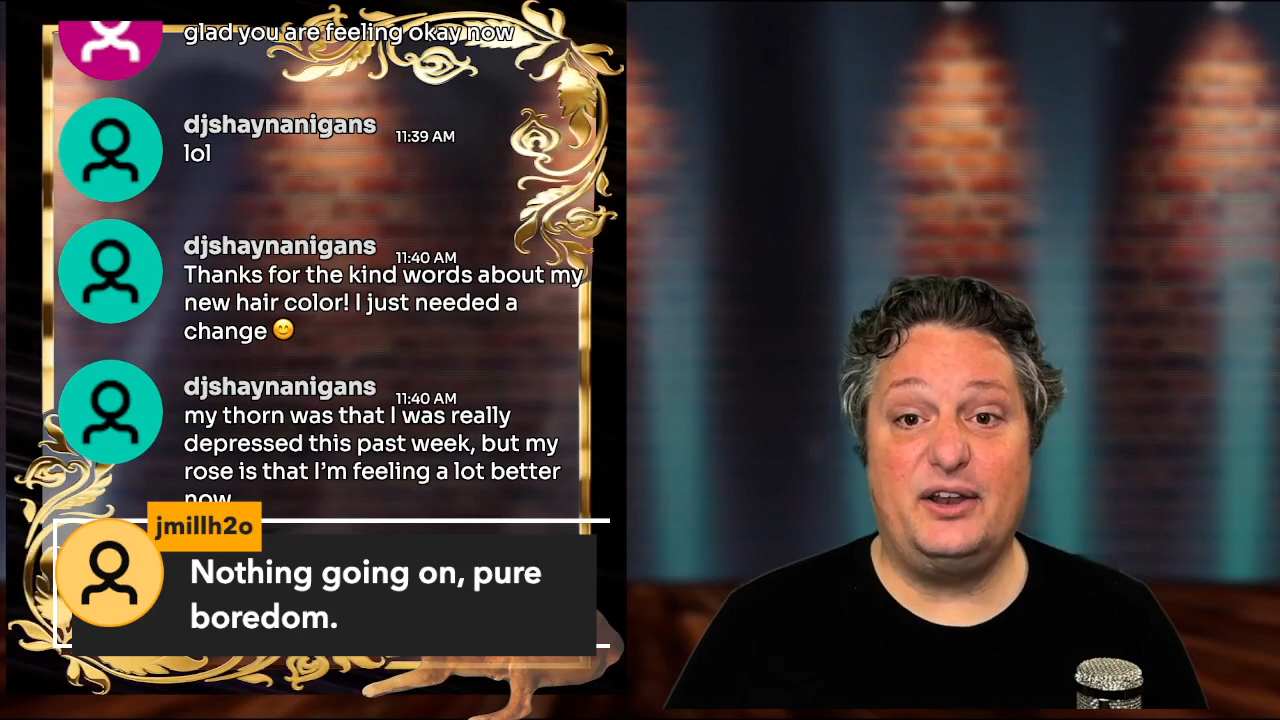 glad you are feeling okay now
djshaynanigans 11:39 AM
lol
djshaynanigans 11:40 AM
Thanks for the kind words about my
new hair color! I just needed a
change 😊
djshaynanigans 11:40 AM
my thorn was that I was really
depressed this past week, but my
rose is that I’m feeling a lot better
now
jmillh2o
Nothing going on, pure
boredom.